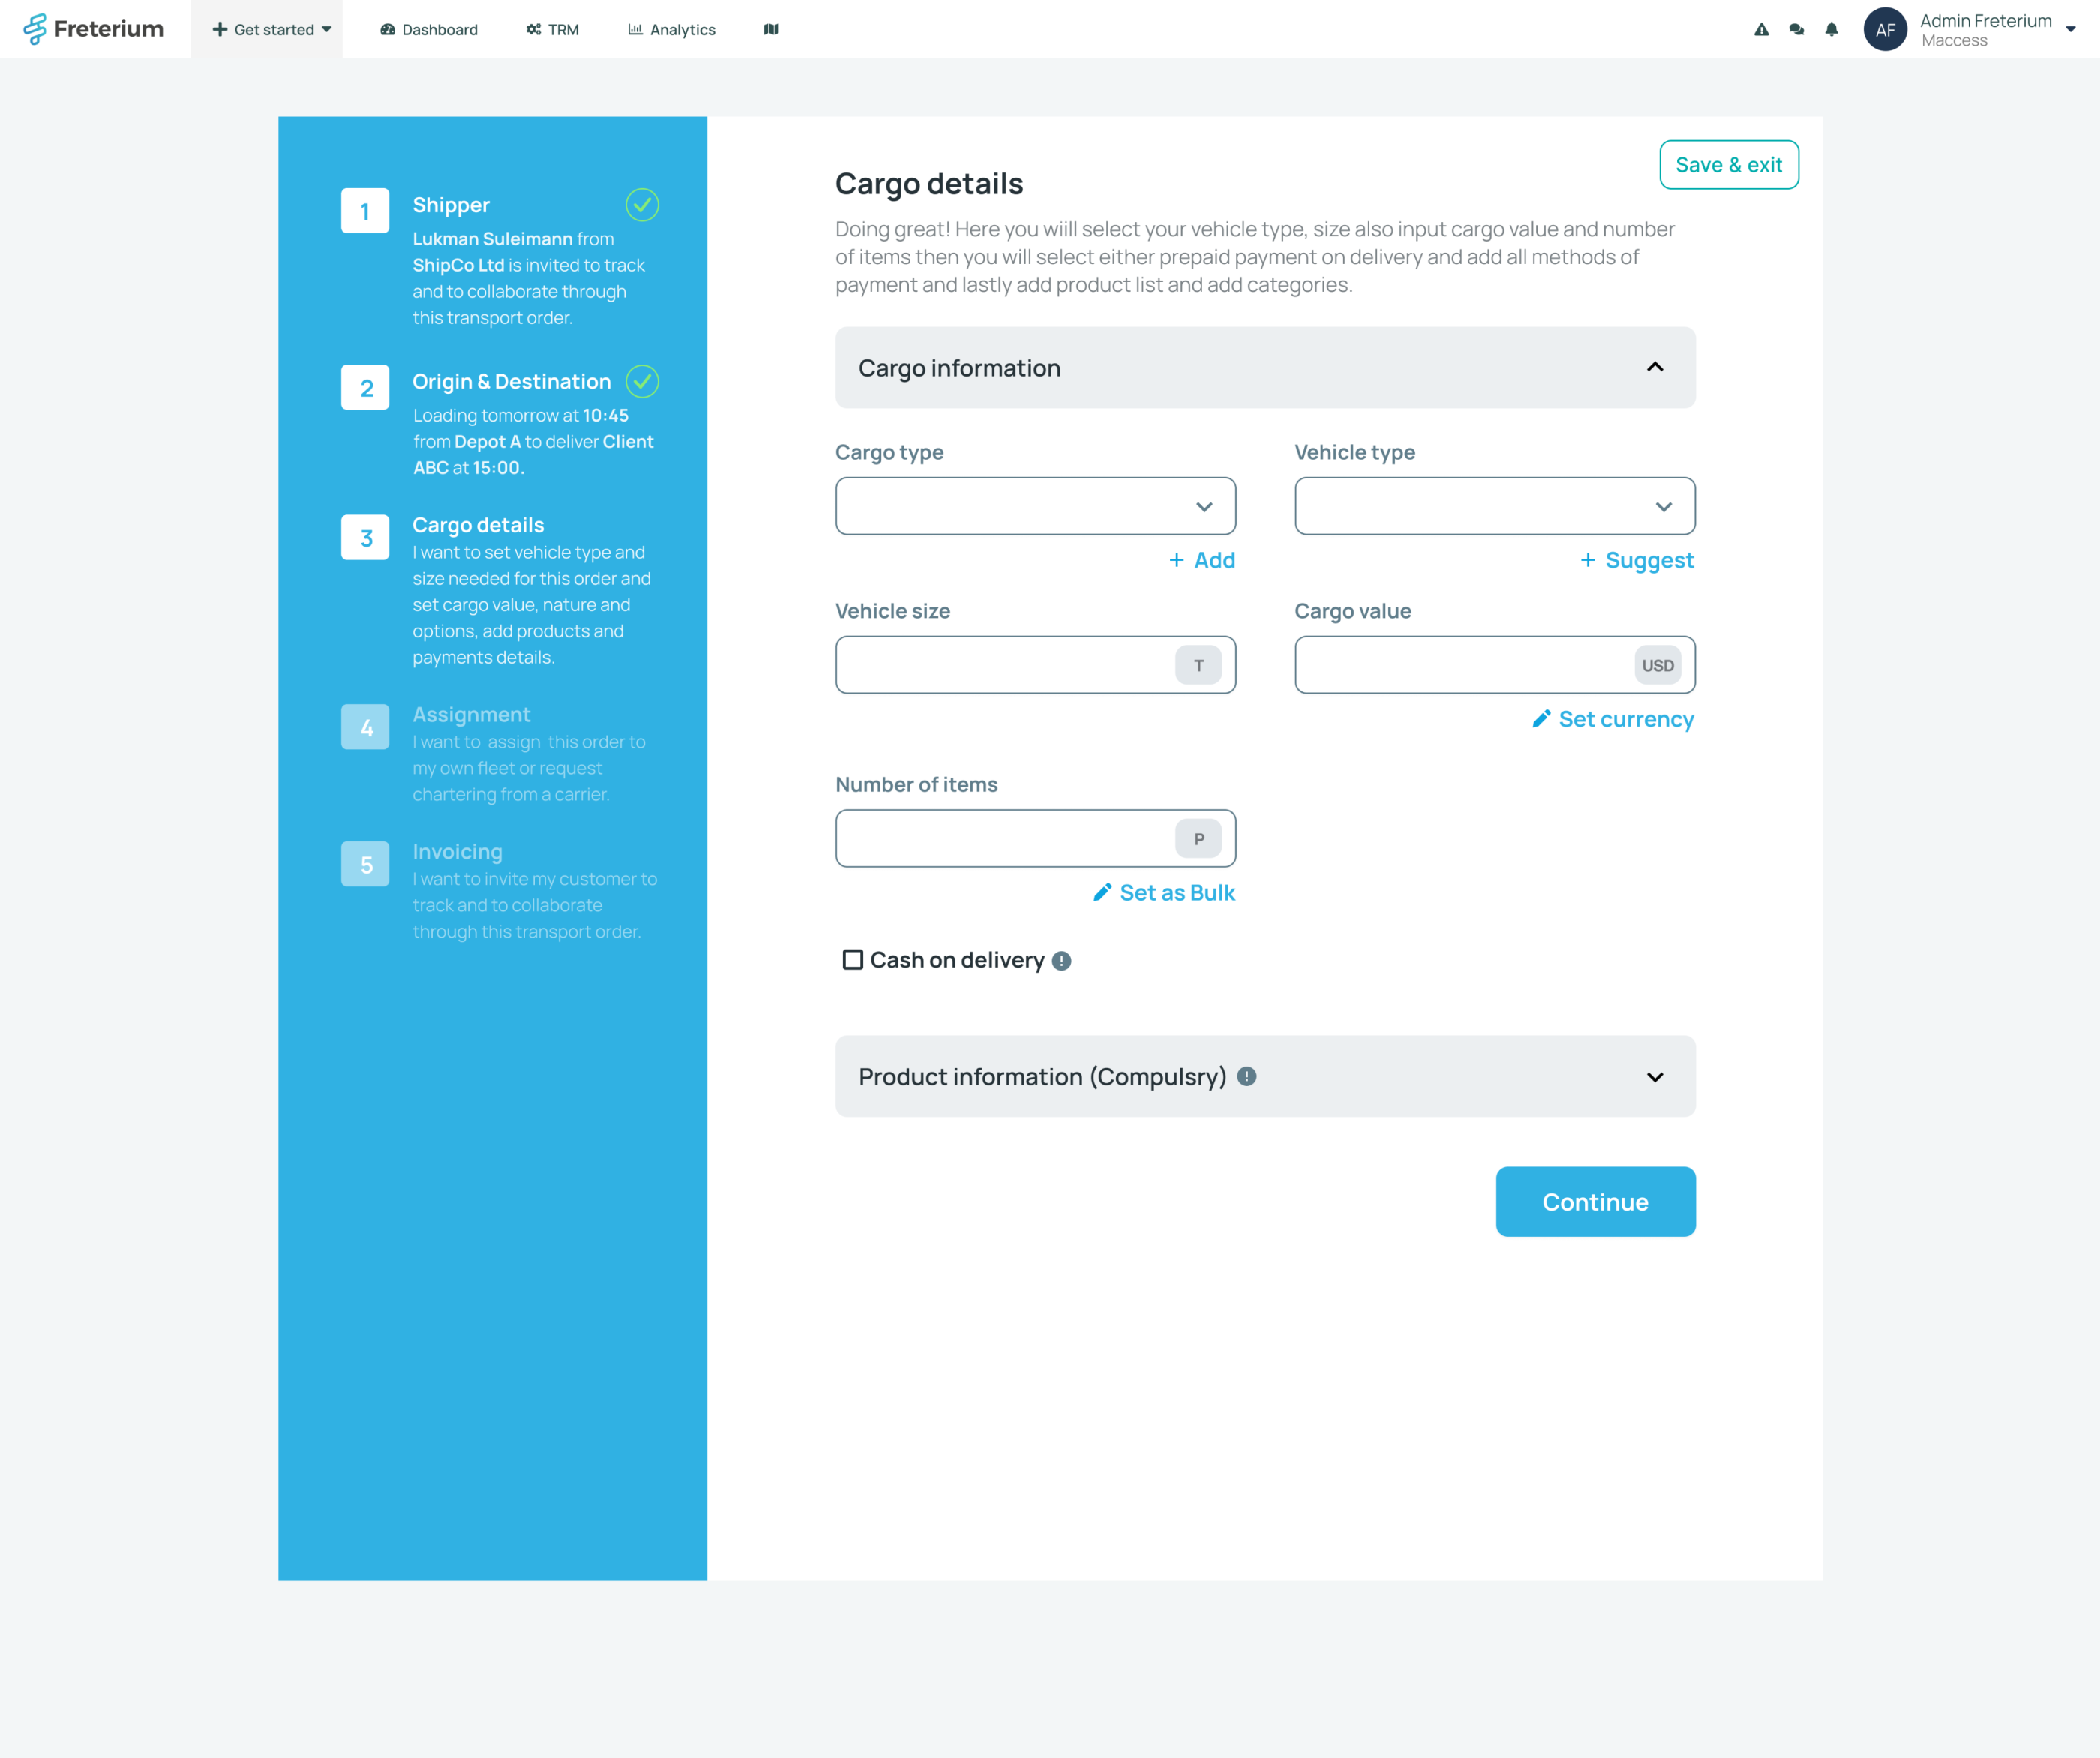 Freterium
Get started
Dashboard
TRM
Analytics
AF
Admin Freterium
Maccess
1
Shipper
Lukman Suleimann from
ShipCo Ltd is invited to track
and to collaborate through
this transport order.
2
Origin & Destination
Loading tomorrow at 10:45
from Depot A to deliver Client
ABC at 15:00.
3
Cargo details
I want to set vehicle type and
size needed for this order and
set cargo value, nature and
options, add products and
payments details.
4
Assignment
I want to assign this order to
my own fleet or request
chartering from a carrier.
5
Invoicing
I want to invite my customer to
track and to collaborate
through this transport order.
Save & exit
Cargo details
Doing great! Here you wiill select your vehicle type, size also input cargo value and number
of items then you will select either prepaid payment on delivery and add all methods of
payment and lastly add product list and add categories.
Cargo information
Cargo type
Vehicle type
+ Add
+ Suggest
Vehicle size
Cargo value
T
USD
Set currency
Number of items
P
Set as Bulk
Cash on delivery
Product information (Compulsry)
Continue